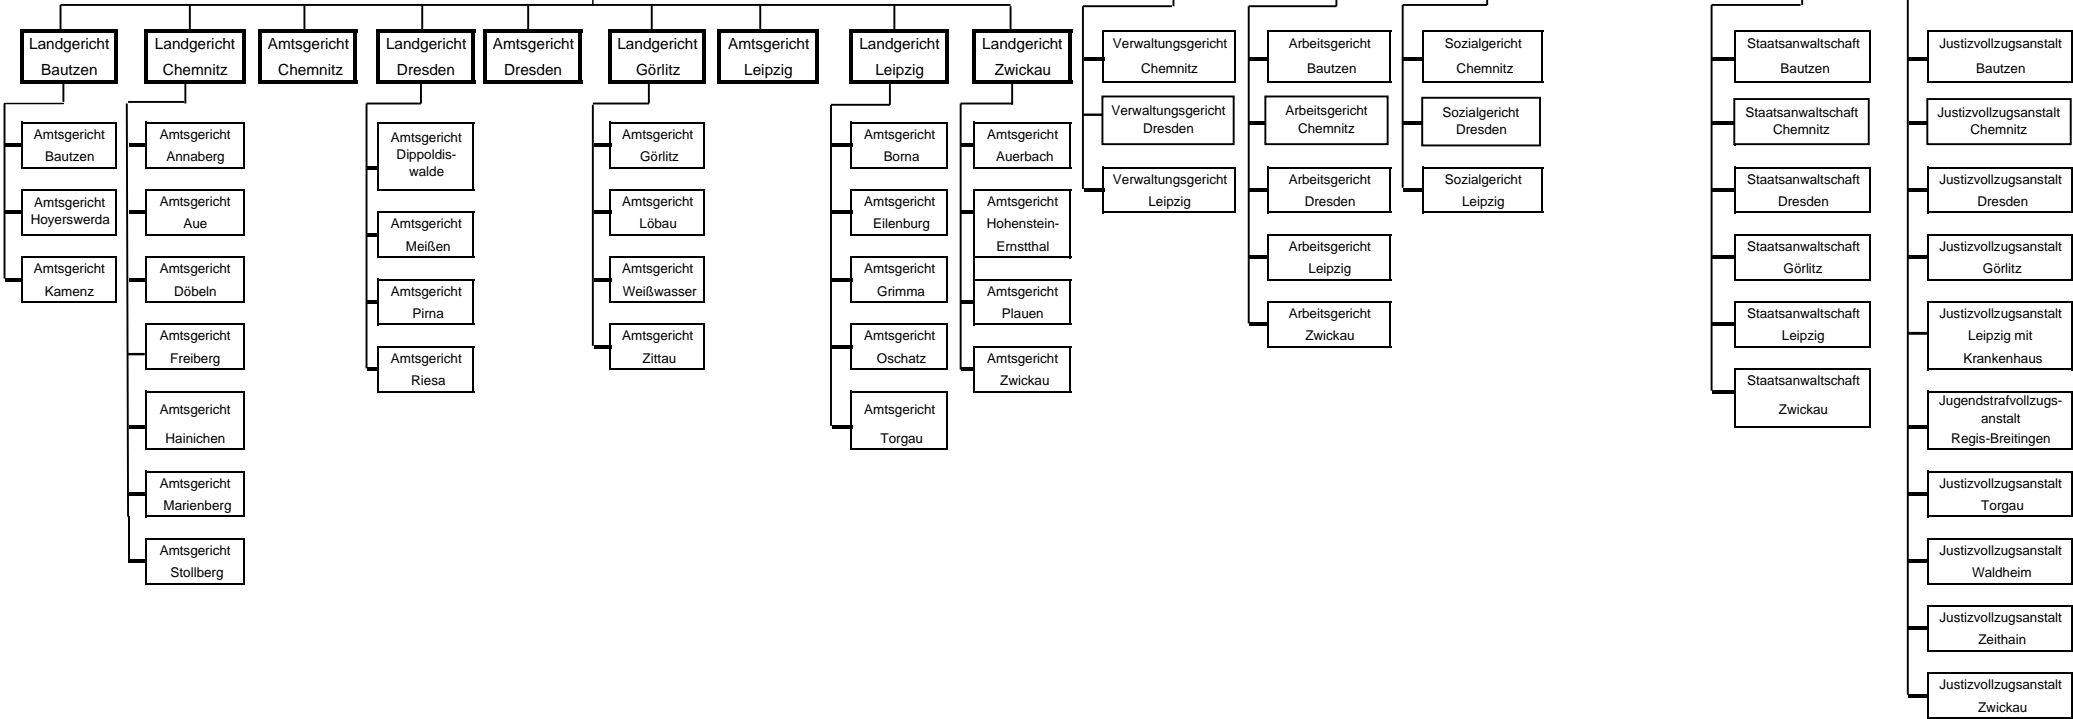 Landgericht
Bautzen
Landgericht
Chemnitz
Amtsgericht
Chemnitz
Landgericht
Dresden
Amtsgericht
Dresden
Landgericht
Görlitz
Amtsgericht
Leipzig
Landgericht
Leipzig
Landgericht
Zwickau
Amtsgericht
Bautzen
Amtsgericht
Hoyerswerda
Amtsgericht
Kamenz
Amtsgericht
Annaberg
Amtsgericht
Aue
Amtsgericht
Döbeln
Amtsgericht
Freiberg
Amtsgericht
Hainichen
Amtsgericht
Marienberg
Amtsgericht
Stollberg
Amtsgericht
Dippoldis-
walde
Amtsgericht
Meißen
Amtsgericht
Pirna
Amtsgericht
Riesa
Amtsgericht
Görlitz
Amtsgericht
Löbau
Amtsgericht
Weißwasser
Amtsgericht
Zittau
Amtsgericht
Borna
Amtsgericht
Eilenburg
Amtsgericht
Grimma
Amtsgericht
Oschatz
Amtsgericht
Torgau
Amtsgericht
Auerbach
Amtsgericht
Hohenstein-
Ernstthal
Amtsgericht
Plauen
Amtsgericht
Zwickau
Verwaltungsgericht
Chemnitz
Verwaltungsgericht
Dresden
Verwaltungsgericht
Leipzig
Arbeitsgericht
Bautzen
Arbeitsgericht
Chemnitz
Arbeitsgericht
Dresden
Arbeitsgericht
Leipzig
Arbeitsgericht
Zwickau
Sozialgericht
Chemnitz
Sozialgericht
Dresden
Sozialgericht
Leipzig
Staatsanwaltschaft
Bautzen
Staatsanwaltschaft
Chemnitz
Staatsanwaltschaft
Dresden
Staatsanwaltschaft
Görlitz
Staatsanwaltschaft
Leipzig
Staatsanwaltschaft
Zwickau
Justizvollzugsanstalt
Bautzen
Justizvollzugsanstalt
Chemnitz
Justizvollzugsanstalt
Dresden
Justizvollzugsanstalt
Görlitz
Justizvollzugsanstalt
Leipzig mit
Krankenhaus
Jugendstrafvollzugs-
anstalt
Regis-Breitingen
Justizvollzugsanstalt
Torgau
Justizvollzugsanstalt
Waldheim
Justizvollzugsanstalt
Zeithain
Justizvollzugsanstalt
Zwickau